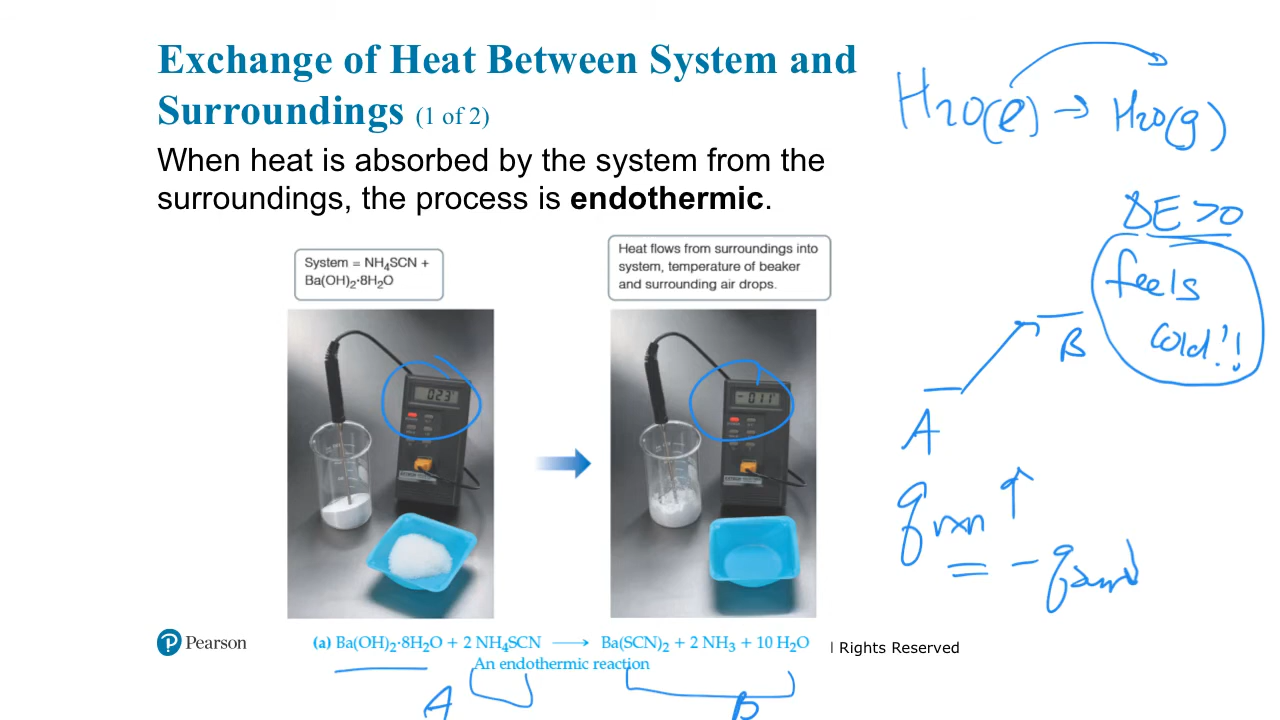 Exchange of Heat Between System and
Surroundings (1 of 2)
When heat is absorbed by the system from the
surroundings, the process is endothermic.
System = NH₄SCN +
Ba(OH)₂·8H₂O
Heat flows from surroundings into
system, temperature of beaker
and surrounding air drops.
023
-011
P Pearson
(a) Ba(OH)₂·8H₂O + 2 NH₄SCN ⟶ Ba(SCN)₂ + 2 NH₃ + 10 H₂O
An endothermic reaction
l Rights Reserved
A
B
H₂O(l) → H₂O(g)
ΔE >0
feels
cold!!
B
A
q rxn ↑
= -q